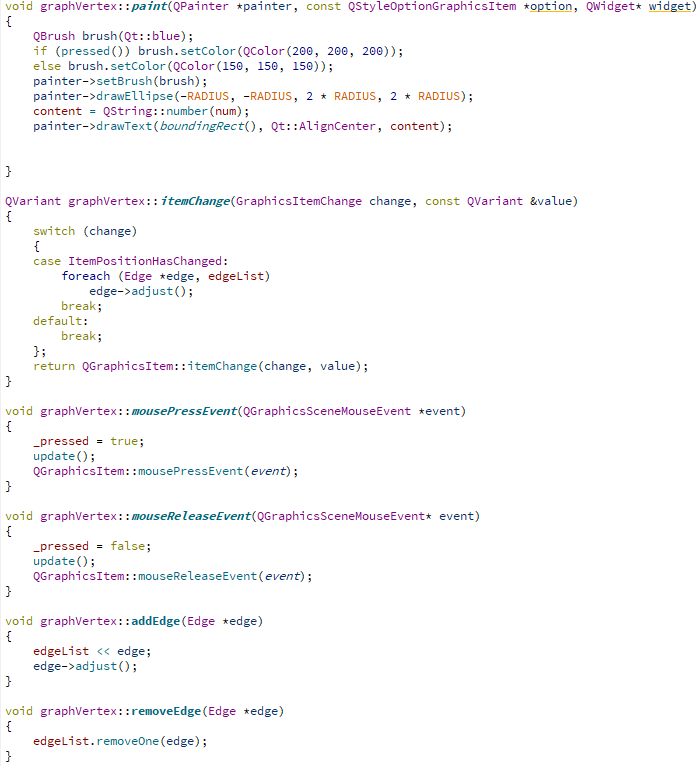 void graphVertex::paint(QPainter *painter, const QStyleOptionGraphicsItem *option, QWidget* widget)
{
    QBrush brush(Qt::blue);
    if (pressed()) brush.setColor(QColor(200, 200, 200));
    else brush.setColor(QColor(150, 150, 150));
    painter->setBrush(brush);
    painter->drawEllipse(-RADIUS, -RADIUS, 2 * RADIUS, 2 * RADIUS);
    content = QString::number(num);
    painter->drawText(boundingRect(), Qt::AlignCenter, content);
}
QVariant graphVertex::itemChange(GraphicsItemChange change, const QVariant &value)
{
    switch (change)
    {
    case ItemPositionHasChanged:
        foreach (Edge *edge, edgeList)
            edge->adjust();
        break;
    default:
        break;
    };
    return QGraphicsItem::itemChange(change, value);
}
void graphVertex::mousePressEvent(QGraphicsSceneMouseEvent *event)
{
    _pressed = true;
    update();
    QGraphicsItem::mousePressEvent(event);
}
void graphVertex::mouseReleaseEvent(QGraphicsSceneMouseEvent* event)
{
    _pressed = false;
    update();
    QGraphicsItem::mouseReleaseEvent(event);
}
void graphVertex::addEdge(Edge *edge)
{
    edgeList << edge;
    edge->adjust();
}
void graphVertex::removeEdge(Edge *edge)
{
    edgeList.removeOne(edge);
}